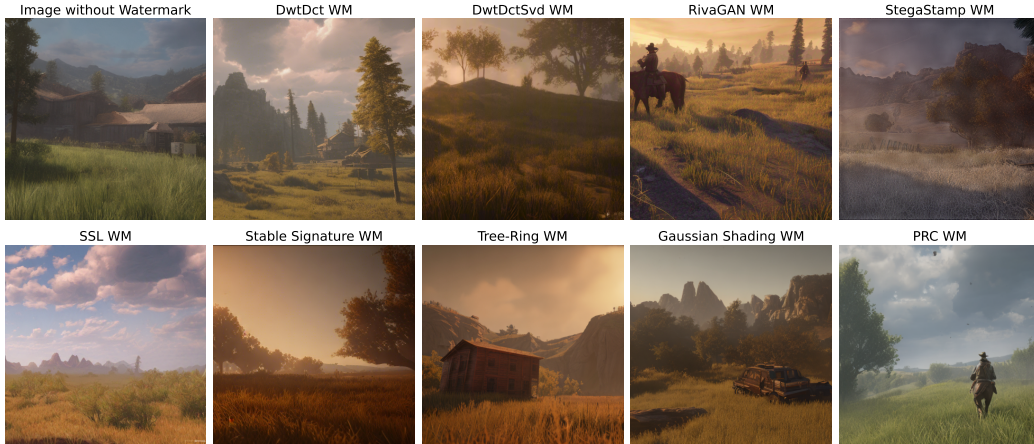 Image without Watermark
DwtDct WM
DwtDctSvd WM
RivaGAN WM
StegaStamp WM
SSL WM
Stable Signature WM
Tree-Ring WM
Gaussian Shading WM
PRC WM